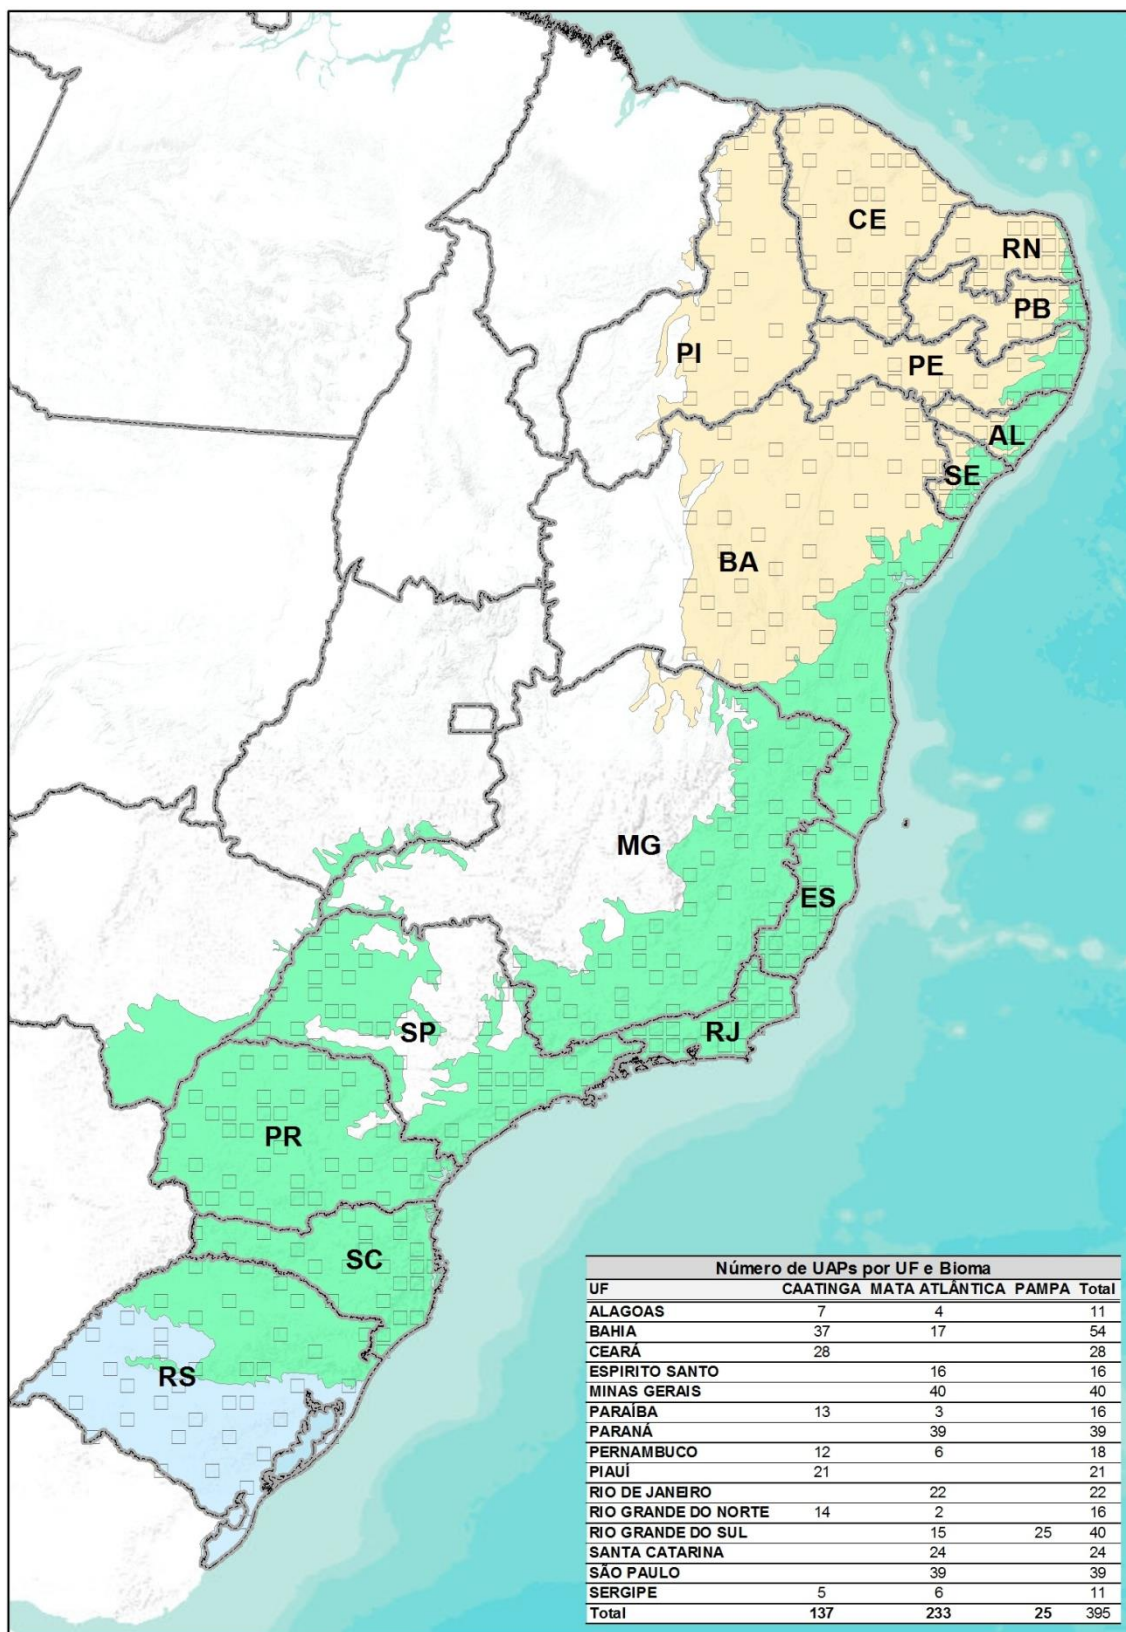 CE
RN
PB
PI
PE
AL
SE
BA
MG
ES
SP
RJ
PR
SC
RS
Número de UAPs por UF e Bioma
UF CAATINGA MATA ATLÂNTICA PAMPA Total
ALAGOAS 7 4 11
BAHIA 37 17 54
CEARÁ 28 28
ESPIRITO SANTO 16 16
MINAS GERAIS 40 40
PARAÍBA 13 3 16
PARANÁ 39 39
PERNAMBUCO 12 6 18
PIAUÍ 21 21
RIO DE JANEIRO 22 22
RIO GRANDE DO NORTE 14 2 16
RIO GRANDE DO SUL 15 25 40
SANTA CATARINA 24 24
SÃO PAULO 39 39
SERGIPE 5 6 11
Total 137 233 25 395